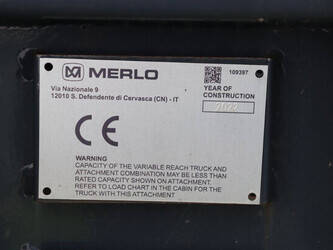 MERLO
109397
Via Nazionale 9
12010 S. Defendente di Cervasca (CN) - IT
YEAR OF
CONSTRUCTION
2022
CE
WARNING
CAPACITY OF THE VARIABLE REACH TRUCK AND
ATTACHMENT COMBINATION MAY BE LESS THAN
RATED CAPACITY SHOWN ON ATTACHMENT.
REFER TO LOAD CHART IN THE CABIN FOR
THE TRUCK WITH THIS ATTACHMENT